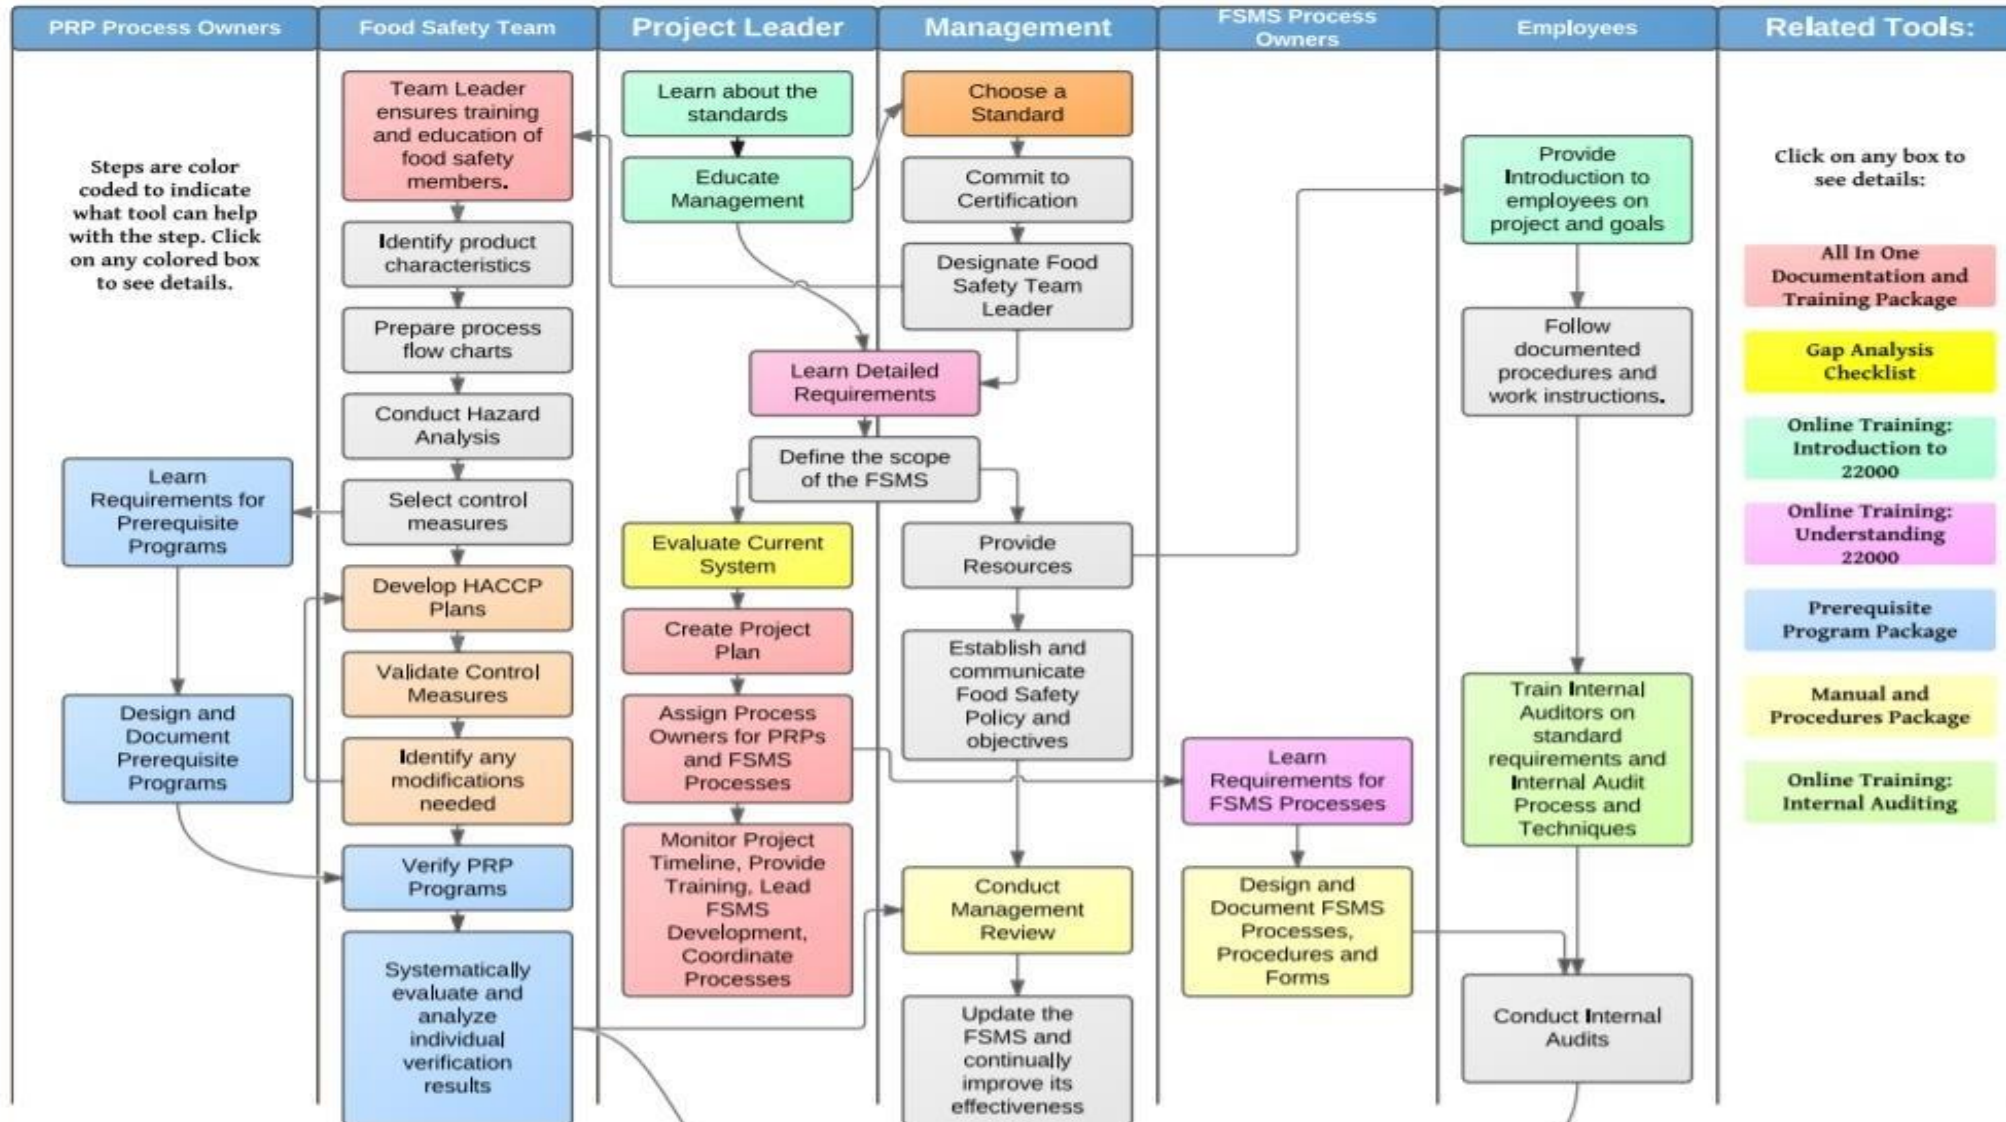 PRP Process Owners
Food Safety Team
Project Leader
Management
FSMS Process
Owners
Employees
Related Tools:
Steps are color
coded to indicate
what tool can help
with the step. Click
on any colored box
to see details.
Learn
Requirements for
Prerequisite
Programs
Design and
Document
Prerequisite
Programs
Team Leader
ensures training
and education of
food safety
members.
Identify product
characteristics
Prepare process
flow charts
Conduct Hazard
Analysis
Select control
measures
Develop HACCP
Plans
Validate Control
Measures
Identify any
modifications
needed
Verify PRP
Programs
Systematically
evaluate and
analyze
individual
verification
results
Learn about the
standards
Educate
Management
Learn Detailed
Requirements
Define the scope
of the FSMS
Evaluate Current
System
Create Project
Plan
Assign Process
Owners for PRPs
and FSMS
Processes
Monitor Project
Timeline, Provide
Training, Lead
FSMS
Development,
Coordinate
Processes
Choose a
Standard
Commit to
Certification
Designate Food
Safety Team
Leader
Provide
Resources
Establish and
communicate
Food Safety
Policy and
objectives
Conduct
Management
Review
Update the
FSMS and
continually
improve its
effectiveness
Learn
Requirements for
FSMS Processes
Design and
Document FSMS
Processes,
Procedures and
Forms
Provide
Introduction to
employees on
project and goals
Follow
documented
procedures and
work instructions.
Train Internal
Auditors on
standard
requirements and
Internal Audit
Process and
Techniques
Conduct Internal
Audits
Click on any box to
see details:
All In One
Documentation and
Training Package
Gap Analysis
Checklist
Online Training:
Introduction to
22000
Online Training:
Understanding
22000
Prerequisite
Program Package
Manual and
Procedures Package
Online Training:
Internal Auditing